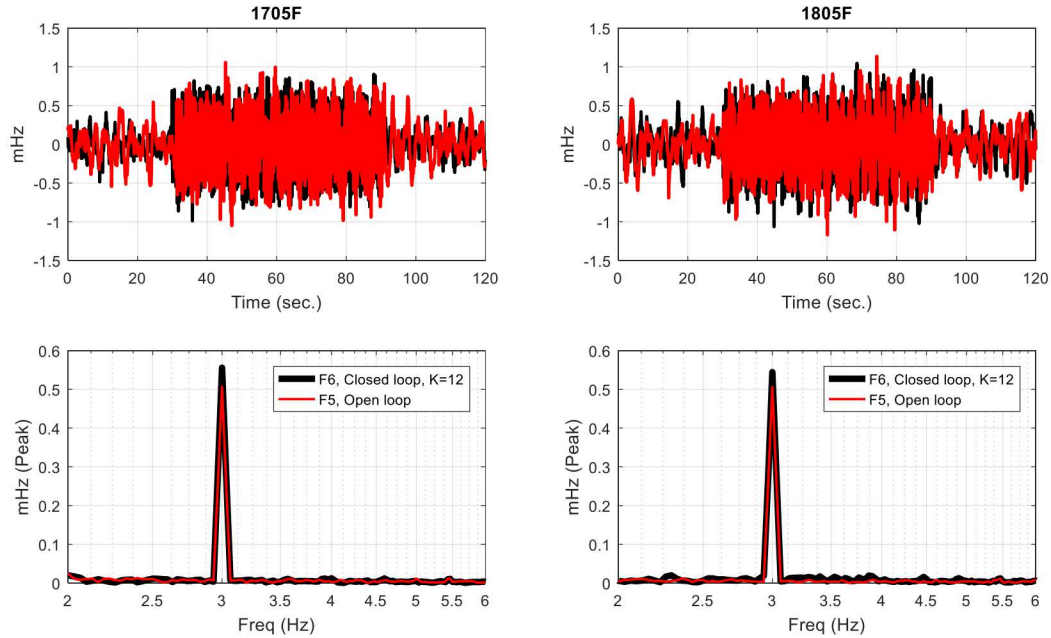 1705F
1.5
1
0.5
0
-0.5
-1
-1.5
mHz
0 20 40 60 80 100 120
Time (sec.)
1805F
1.5
1
0.5
0
-0.5
-1
-1.5
mHz
0 20 40 60 80 100 120
Time (sec.)
0.6
0.5
0.4
0.3
0.2
0.1
0
mHz (Peak)
F6, Closed loop, K=12
F5, Open loop
2 2.5 3 3.5 4 4.5 5 5.5 6
Freq (Hz)
0.6
0.5
0.4
0.3
0.2
0.1
0
mHz (Peak)
F6, Closed loop, K=12
F5, Open loop
2 2.5 3 3.5 4 4.5 5 5.5 6
Freq (Hz)